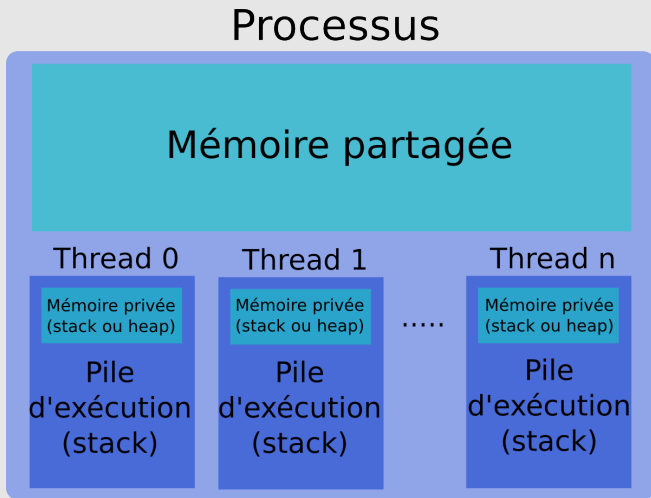 Processus
Mémoire partagée
Thread 0
Mémoire privée
(stack ou heap)
Pile
d'exécution
(stack)
Thread 1
Mémoire privée
(stack ou heap)
Pile
d'exécution
(stack)
.....
Thread n
Mémoire privée
(stack ou heap)
Pile
d'exécution
(stack)